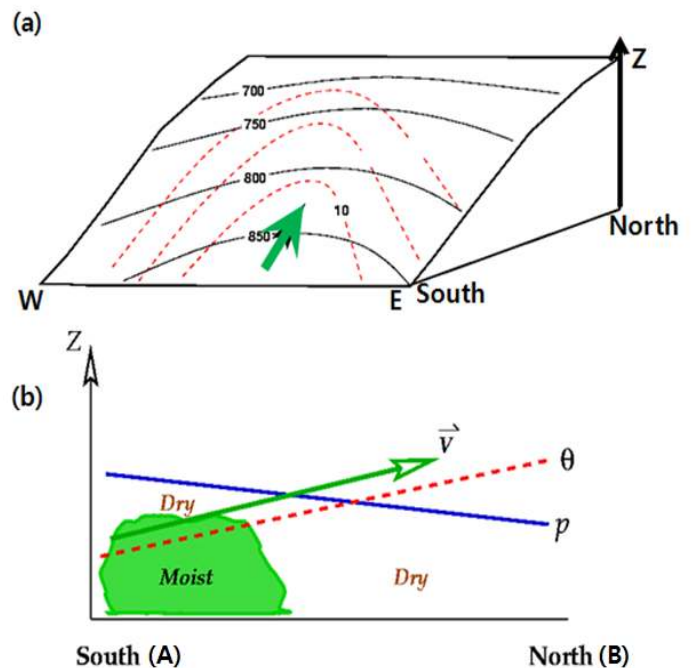 (a)
Z
700
750
800
10
850
North
W
E South
Z
(b)
v
θ
Dry
p
Moist
Dry
South (A)
North (B)